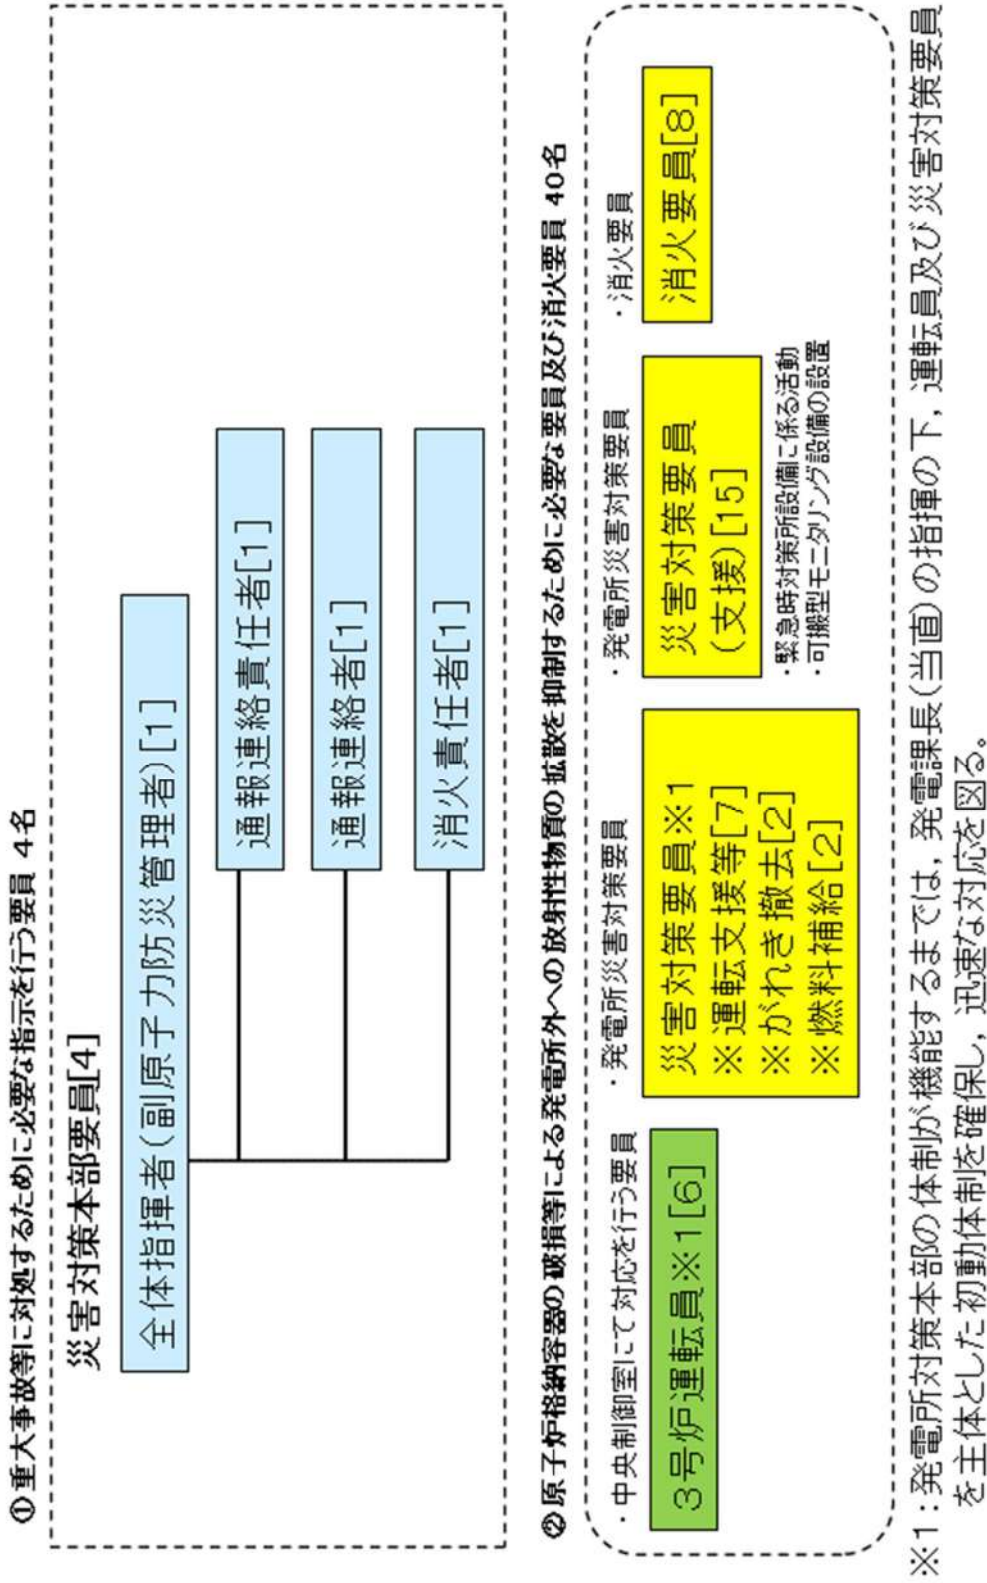 ①重大事故等に対処するために必要な指示を行う要員 4名
災害対策本部要員[4]
全体指揮者(副原子力防災管理者)[1]
通報連絡責任者[1]
通報連絡者[1]
消火責任者[1]
②原子炉格納容器の破損等による発電所外への放射性物質の拡散を抑制するために必要な要員及び消火要員 40名
・中央制御室にて対応を行う要員
3号炉運転員※1[6]
・発電所災害対策要員
災害対策要員※1
※運転支援等[7]
※がれき撤去[2]
※燃料補給[2]
・発電所災害対策要員
災害対策要員
(支援)[15]
・緊急時対策所設備に係る活動
・可搬型モニタリング設備の設置
・消火要員
消火要員[8]
※1:発電所対策本部の体制が機能するまでは,発電課長(当直)の指揮の下,運転員及び災害対策要員
を主体とした初動体制を確保し,迅速な対応を図る。